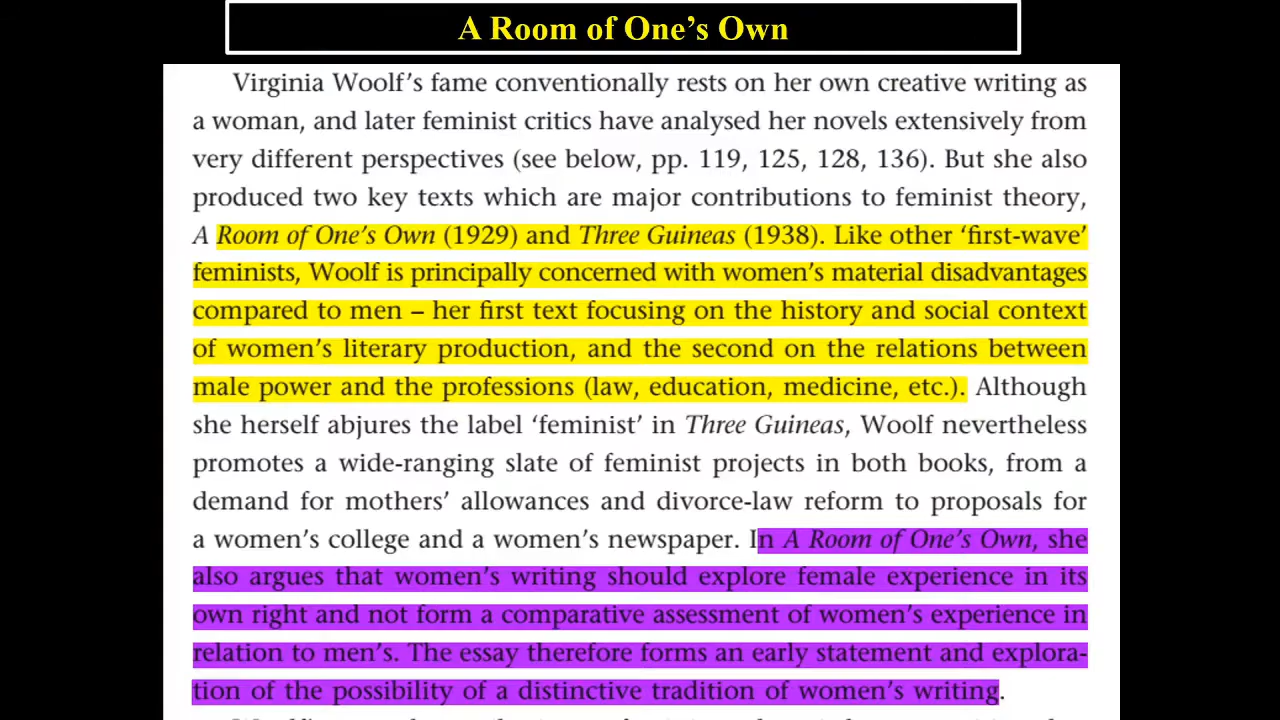 A Room of One’s Own
Virginia Woolf’s fame conventionally rests on her own creative writing as
a woman, and later feminist critics have analysed her novels extensively from
very different perspectives (see below, pp. 119, 125, 128, 136). But she also
produced two key texts which are major contributions to feminist theory,
A Room of One’s Own (1929) and Three Guineas (1938). Like other ‘first-wave’
feminists, Woolf is principally concerned with women’s material disadvantages
compared to men – her first text focusing on the history and social context
of women’s literary production, and the second on the relations between
male power and the professions (law, education, medicine, etc.). Although
she herself abjures the label ‘feminist’ in Three Guineas, Woolf nevertheless
promotes a wide-ranging slate of feminist projects in both books, from a
demand for mothers’ allowances and divorce-law reform to proposals for
a women’s college and a women’s newspaper. In A Room of One’s Own, she
also argues that women’s writing should explore female experience in its
own right and not form a comparative assessment of women’s experience in
relation to men’s. The essay therefore forms an early statement and explora-
tion of the possibility of a distinctive tradition of women’s writing.